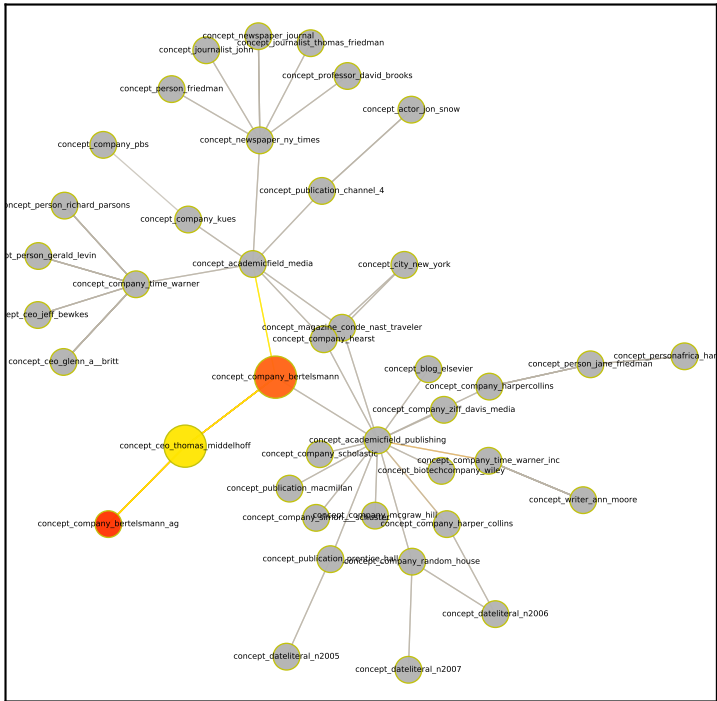 concept_newspaper_journal
concept_journalist_thomas_friedman
concept_journalist_john
concept_professor_david_brooks
concept_person_friedman
concept_actor_jon_snow
concept_newspaper_ny_times
concept_company_pbs
concept_publication_channel_4
concept_person_richard_parsons
concept_company_kues
pt_person_gerald_levin
concept_academicfield_media
concept_city_new_york
concept_company_time_warner
ept_ceo_jeff_bewkes
concept_magazine_conde_nast_traveler
concept_company_hearst
concept_ceo_glenn_a__britt
concept_personafrica_har
concept_person_jane_friedman
concept_blog_elsevier
concept_company_bertelsmann
concept_company_harpercollins
concept_company_ziff_davis_media
concept_academicfield_publishing
concept_ceo_thomas_middelhoff
concept_company_scholastic
concept_company_time_warner_inc
concept_biotechcompany_wiley
concept_publication_macmillan
concept_writer_ann_moore
concept_company_mcgraw_hill
concept_company_bertelsmann_ag
concept_company_harper_collins
concept_publication_prentice_hall
concept_company_random_house
concept_dateliteral_n2006
concept_dateliteral_n2005
concept_dateliteral_n2007